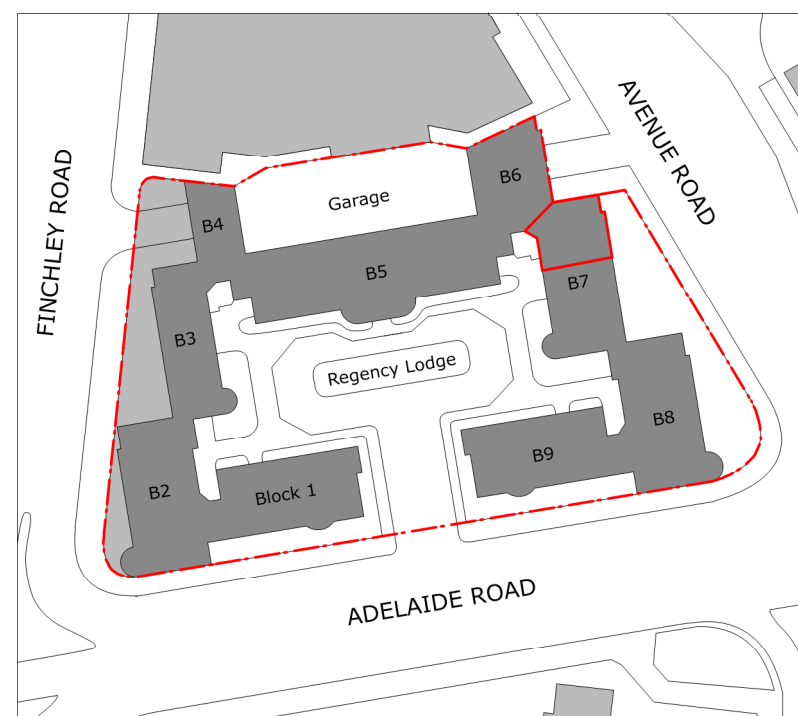 FINCHLEY ROAD
AVENUE ROAD
B6
Garage
B4
B5
B7
B3
Regency Lodge
B8
B9
B2
Block 1
ADELAIDE ROAD